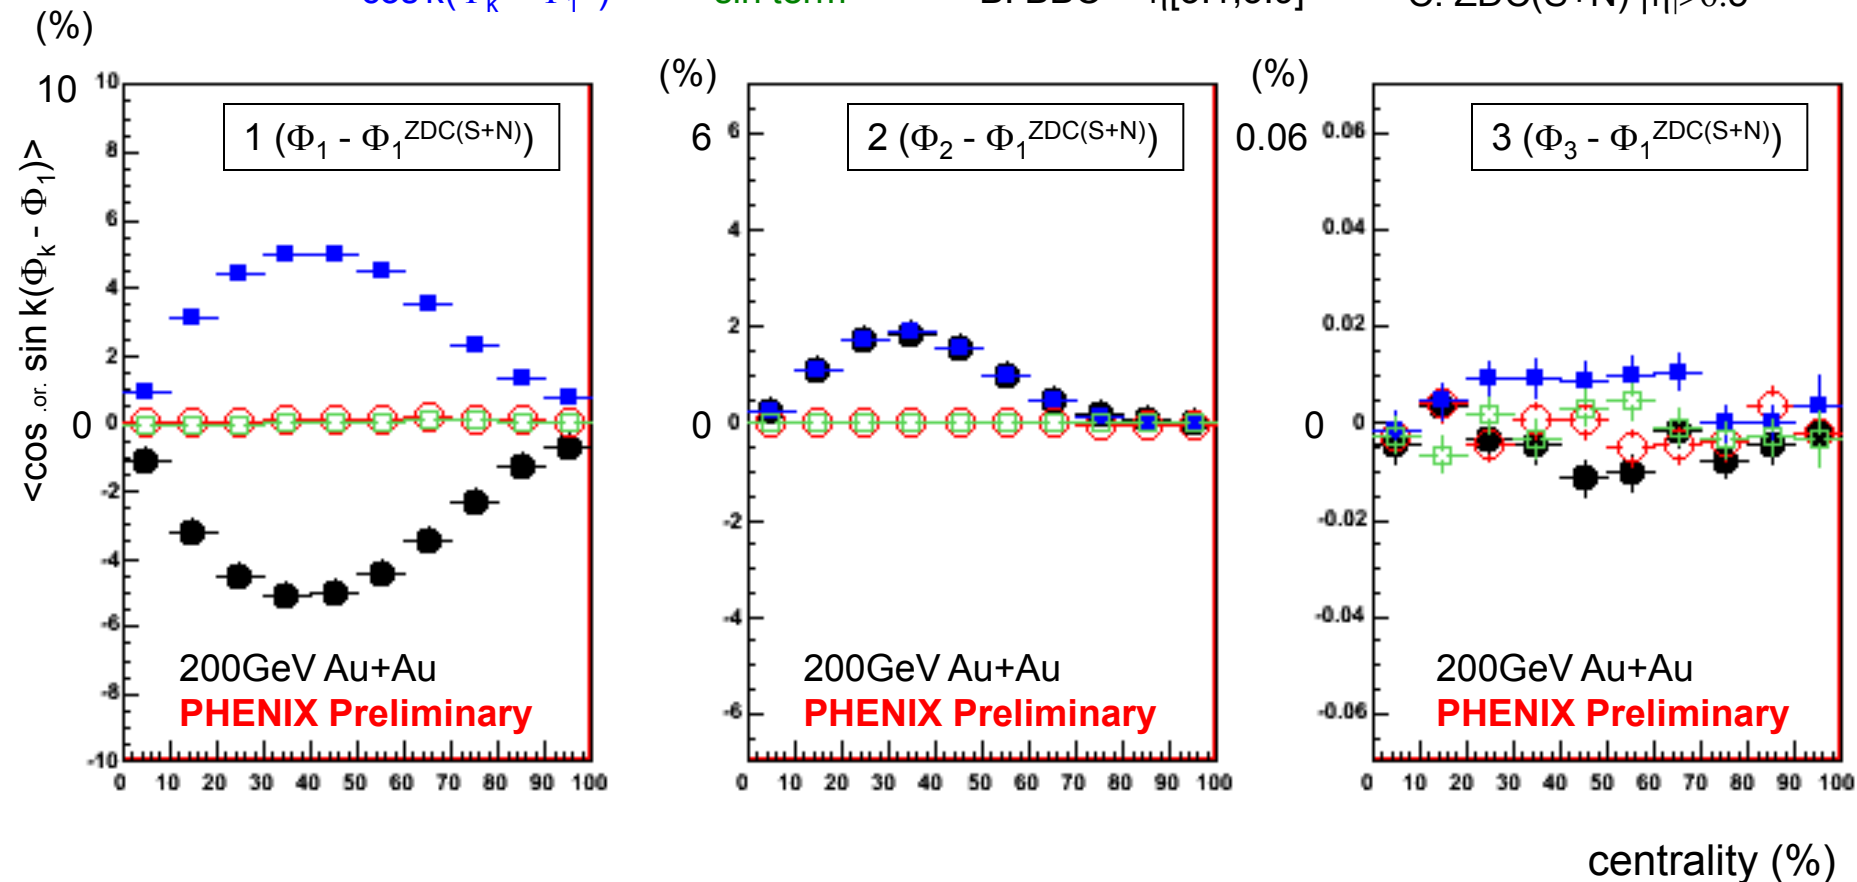 (%)
(%)
(%)
10
6
0.06
0
0
0
<cos .or. sin k(Φk - Φ1)>
1 (Φ1 - Φ1ZDC(S+N))
2 (Φ2 - Φ1ZDC(S+N))
3 (Φ3 - Φ1ZDC(S+N))
10
8
6
4
2
0
-2
-4
-6
-8
-10
6
4
2
0
-2
-4
-6
0.06
0.04
0.02
0
-0.02
-0.04
-0.06
200GeV Au+Au
PHENIX Preliminary
200GeV Au+Au
PHENIX Preliminary
200GeV Au+Au
PHENIX Preliminary
0 10 20 30 40 50 60 70 80 90 100
0 10 20 30 40 50 60 70 80 90 100
0 10 20 30 40 50 60 70 80 90 100
centrality (%)